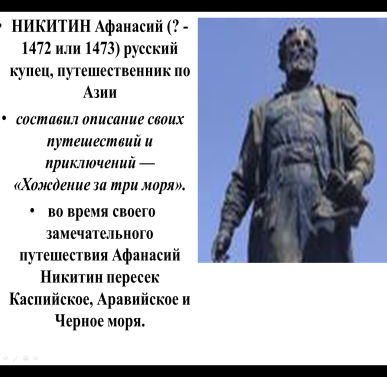 • НИКИТИН Афанасий (? -
1472 или 1473) русский
купец, путешественник по
Азии
• составил описание своих
путешествий и
приключений —
«Хождение за три моря».
• во время своего
замечательного
путешествия Афанасий
Никитин пересек
Каспийское, Аравийское и
Черное моря.